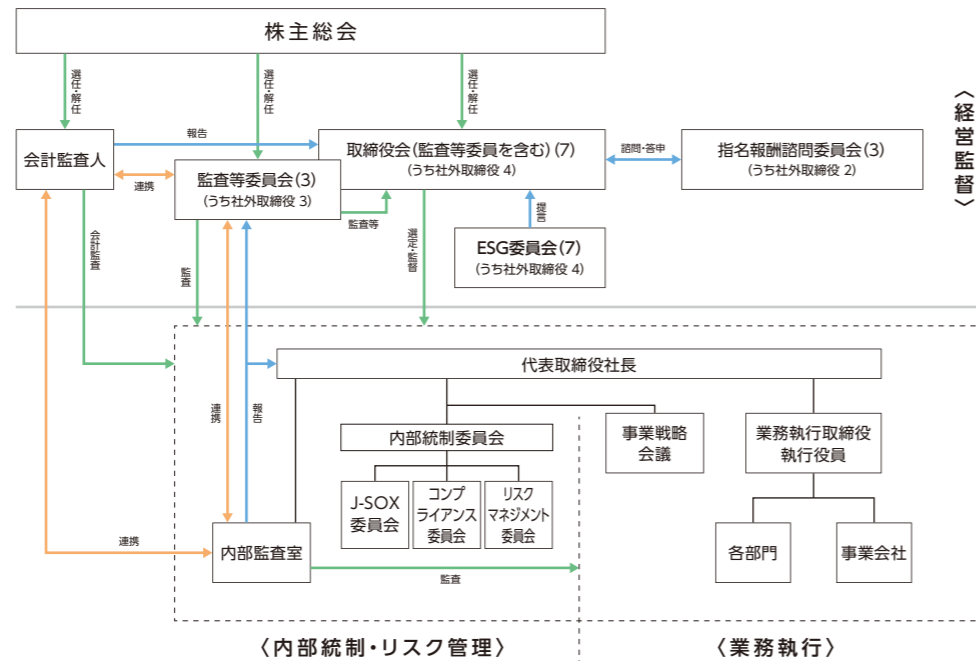 株主総会
選任・解任
選任・解任
選任・解任
〈経営監督〉
会計監査人
報告
取締役会(監査等委員を含む)(7)
(うち社外取締役 4)
諮問・答申
指名報酬諮問委員会(3)
(うち社外取締役 2)
連携
監査等委員会(3)
(うち社外取締役 3)
監査等
提言
ESG委員会(7)
(うち社外取締役 4)
会計監査
監査
選定・監督
代表取締役社長
連携
報告
内部統制委員会
事業戦略
会議
業務執行取締役
執行役員
J-SOX
委員会
コンプ
ライアンス
委員会
リスク
マネジメント
委員会
連携
内部監査室
監査
各部門
事業会社
〈内部統制・リスク管理〉
〈業務執行〉